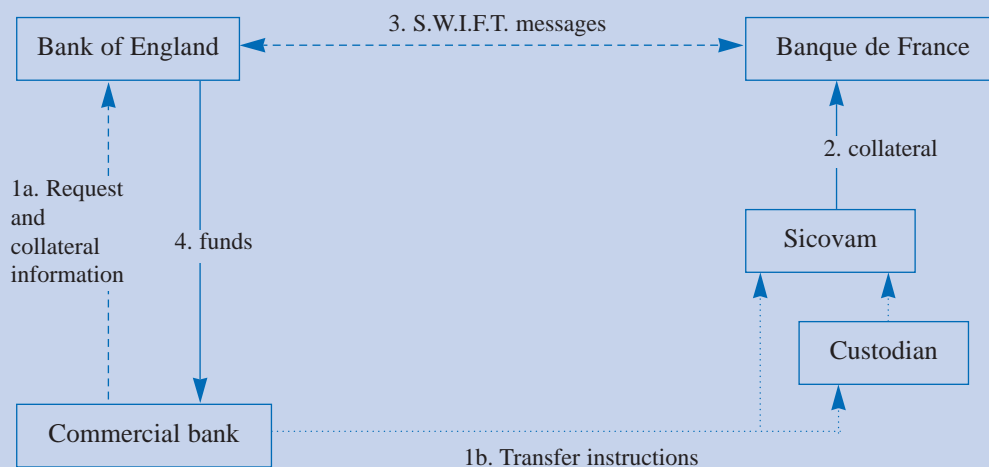 3. S.W.I.F.T. messages
Bank of England
Banque de France
2. collateral
1a. Request
and
collateral
information
4. funds
Sicovam
Custodian
Commercial bank
1b. Transfer instructions